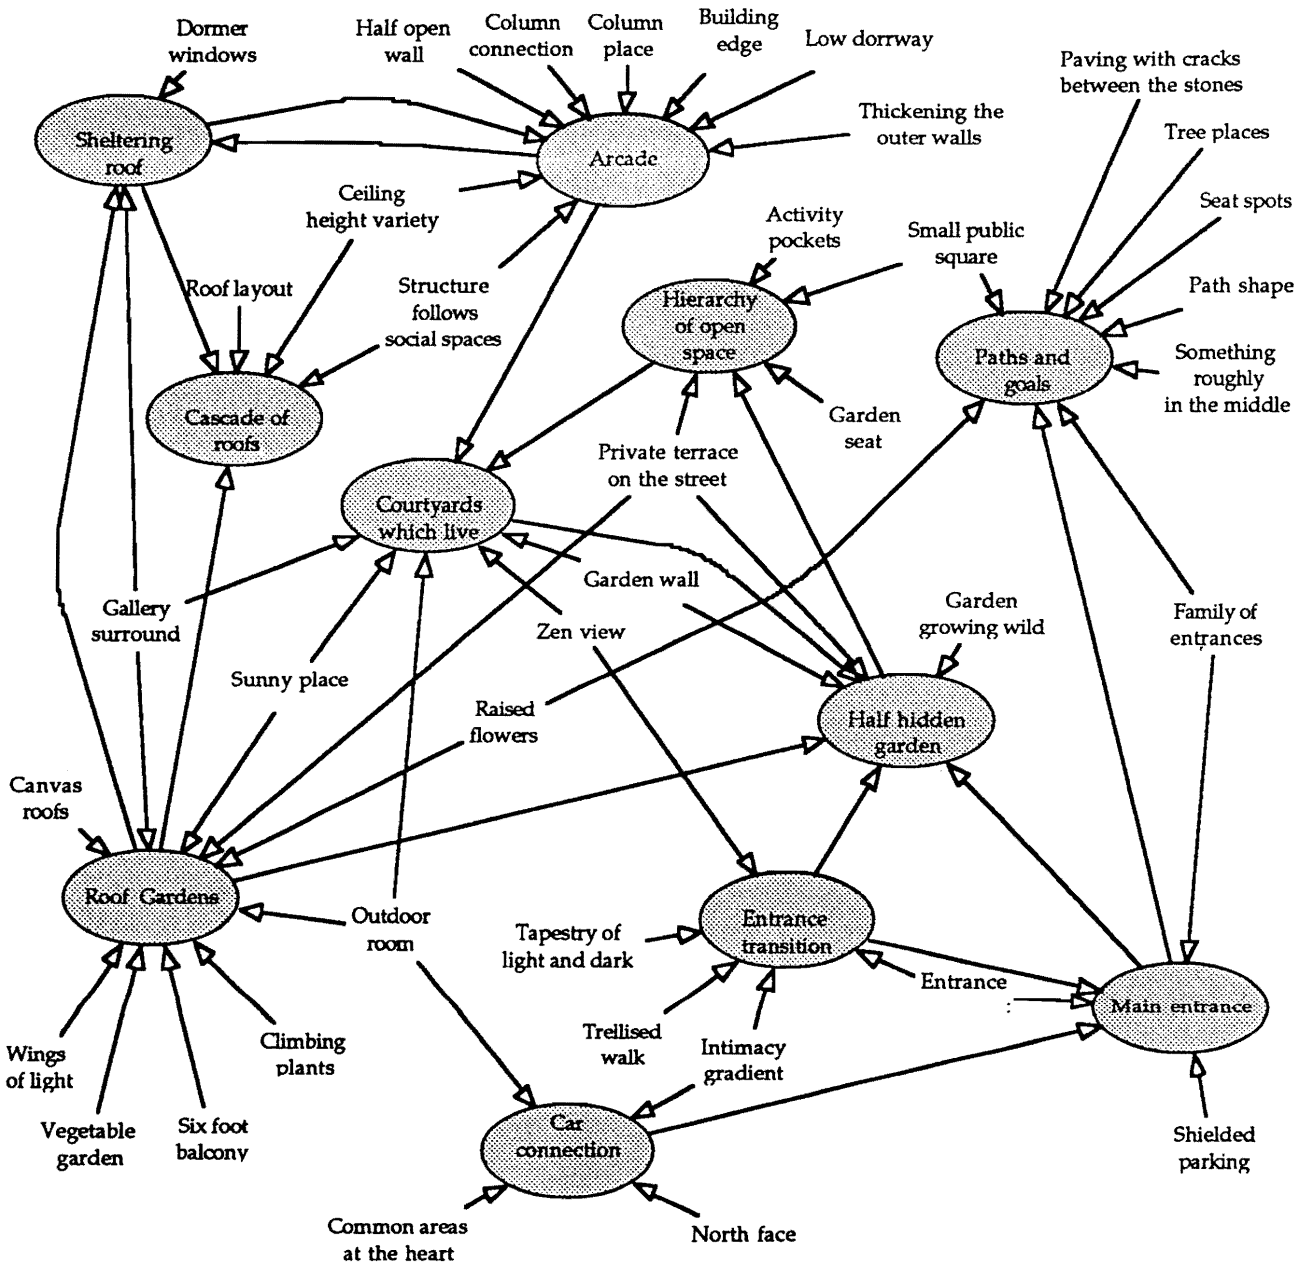 Dormer
windows
Half open
wall
Column
connection
Column
place
Building
edge
Low dorrway
Paving with cracks
between the stones
Thickening the
outer walls
Tree places
Sheltering
roof
Arcade
Ceiling
height variety
Seat spots
Activity
pockets
Small public
square
Roof layout
Structure
follows
social spaces
Path shape
Hierarchy
of open
space
Paths and
goals
Something
roughly
in the middle
Cascade of
roofs
Garden
seat
Private terrace
on the street
Courtyards
which live
Garden wall
Gallery
surround
Zen view
Garden
growing wild
Family of
entrances
Sunny place
Raised
flowers
Half hidden
garden
Canvas
roofs
Roof Gardens
Outdoor
room
Tapestry of
light and dark
Entrance
transition
Entrance
Main entrance
Wings
of light
Climbing
plants
Treilised
walk
Intimacy
gradient
Vegetable
garden
Six foot
balcony
Car
connection
Shielded
parking
Common areas
at the heart
North face